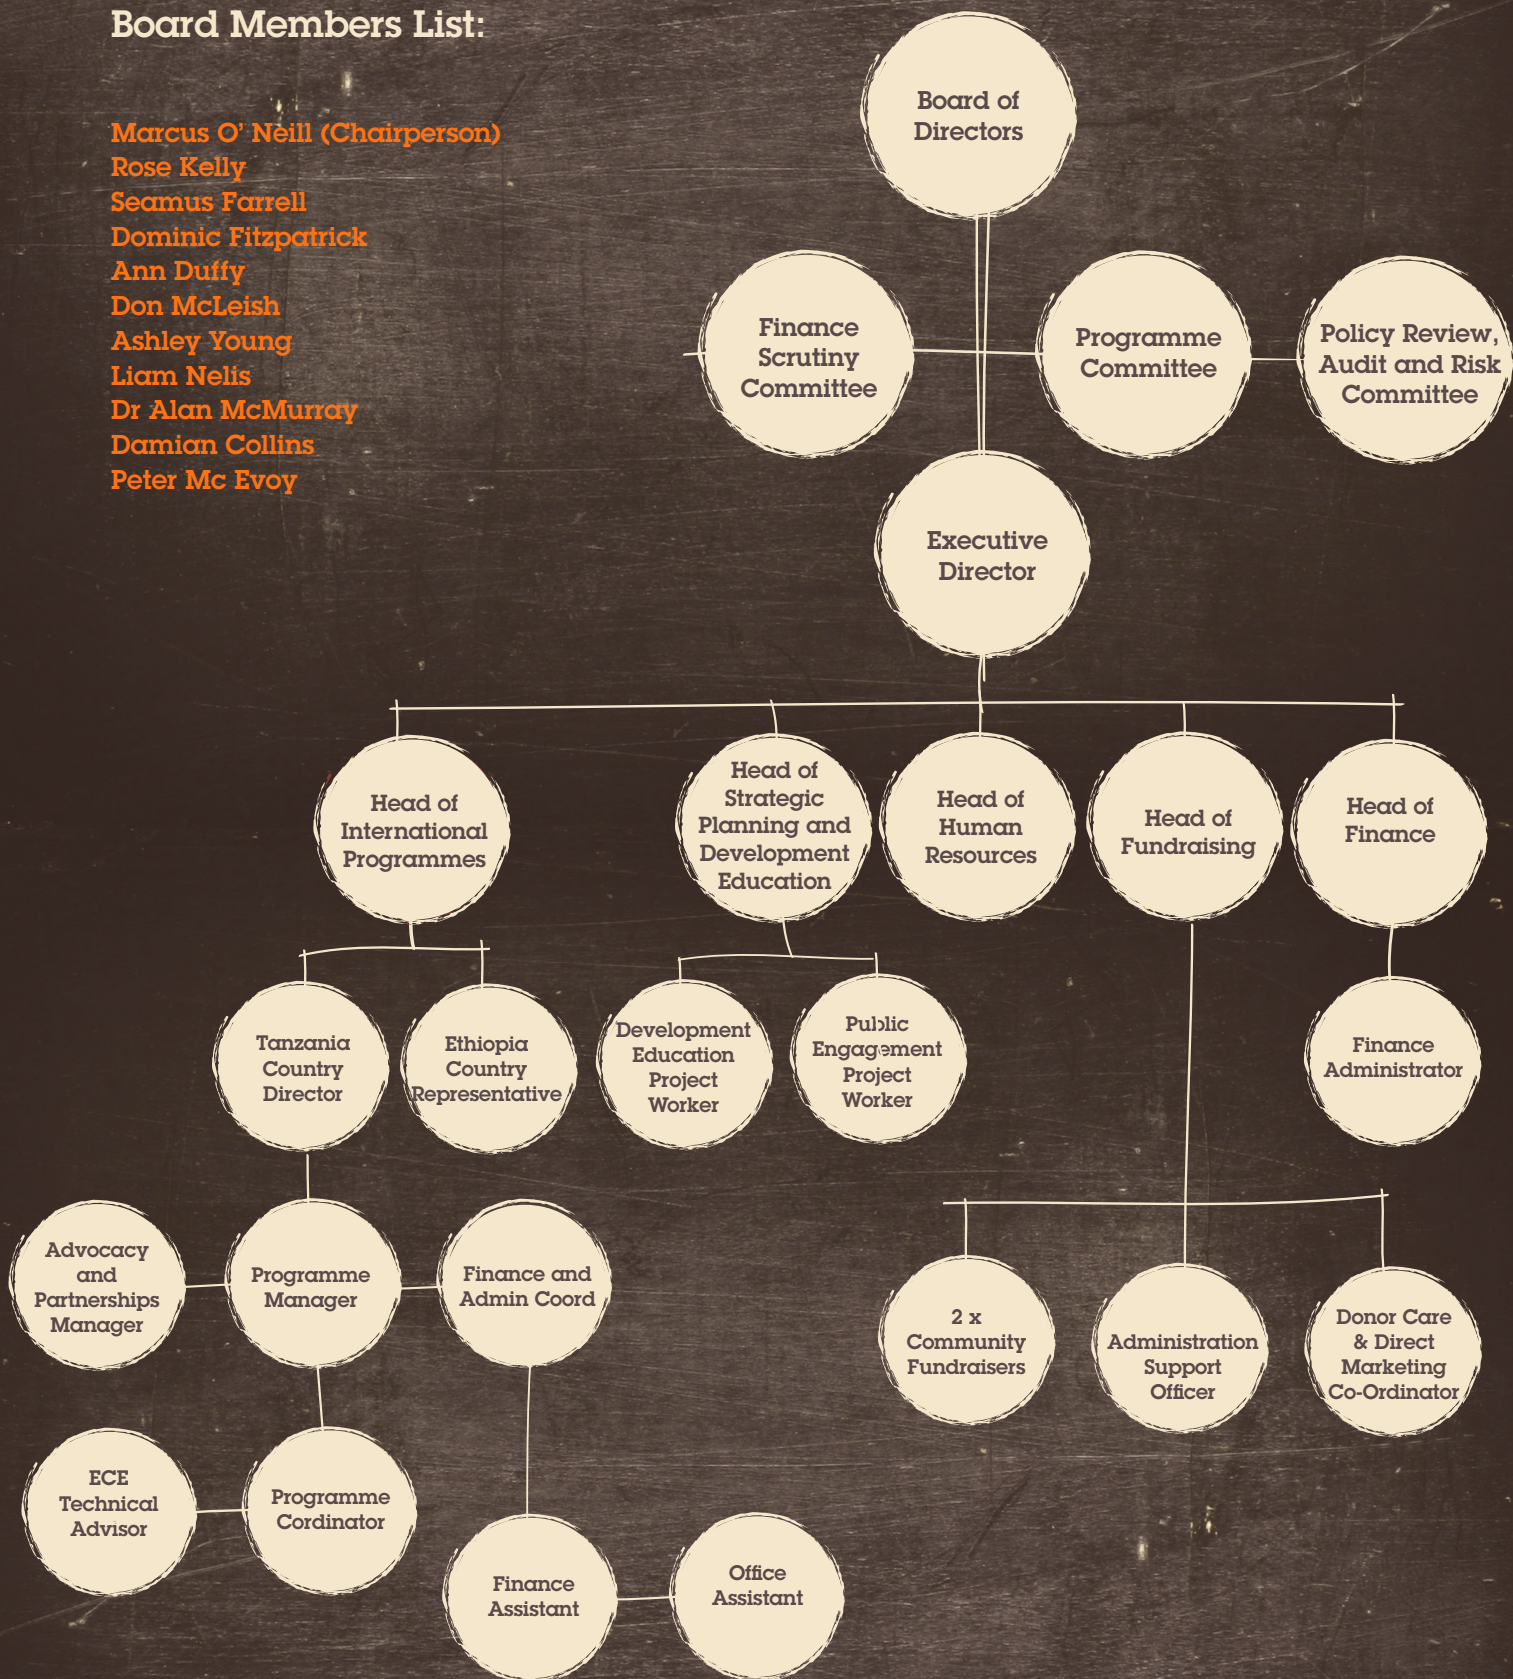 Board Members List:
Marcus O’ Neill (Chairperson)
Rose Kelly
Seamus Farrell
Dominic Fitzpatrick
Ann Duffy
Don McLeish
Ashley Young
Liam Nelis
Dr Alan McMurray
Damian Collins
Peter Mc Evoy
Board of
Directors
Finance
Scrutiny
Committee
Programme
Committee
Policy Review,
Audit and Risk
Committee
Executive
Director
Head of
International
Programmes
Head of
Strategic
Planning and
Development
Education
Head of
Human
Resources
Head of
Fundraising
Head of
Finance
Tanzania
Country
Director
Ethiopia
Country
Representative
Development
Education
Project
Worker
Public
Engagement
Project
Worker
Finance
Administrator
Advocacy
and
Partnerships
Manager
Programme
Manager
Finance and
Admin Coord
2 x
Community
Fundraisers
Administration
Support
Officer
Donor Care
& Direct
Marketing
Co-Ordinator
ECE
Technical
Advisor
Programme
Cordinator
Finance
Assistant
Office
Assistant